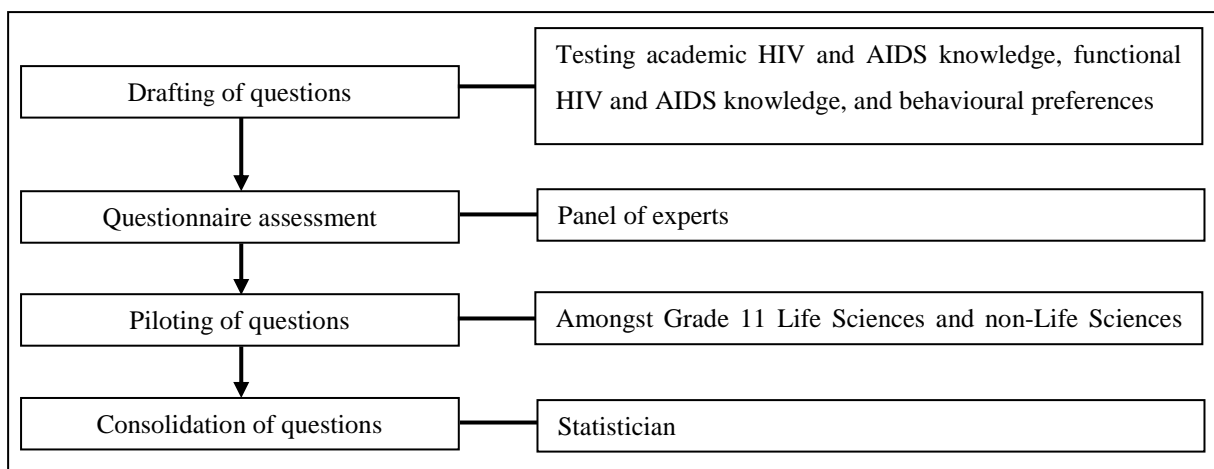 Drafting of questions
Testing academic HIV and AIDS knowledge, functional
HIV and AIDS knowledge, and behavioural preferences
Questionnaire assessment
Panel of experts
Piloting of questions
Amongst Grade 11 Life Sciences and non-Life Sciences
Consolidation of questions
Statistician